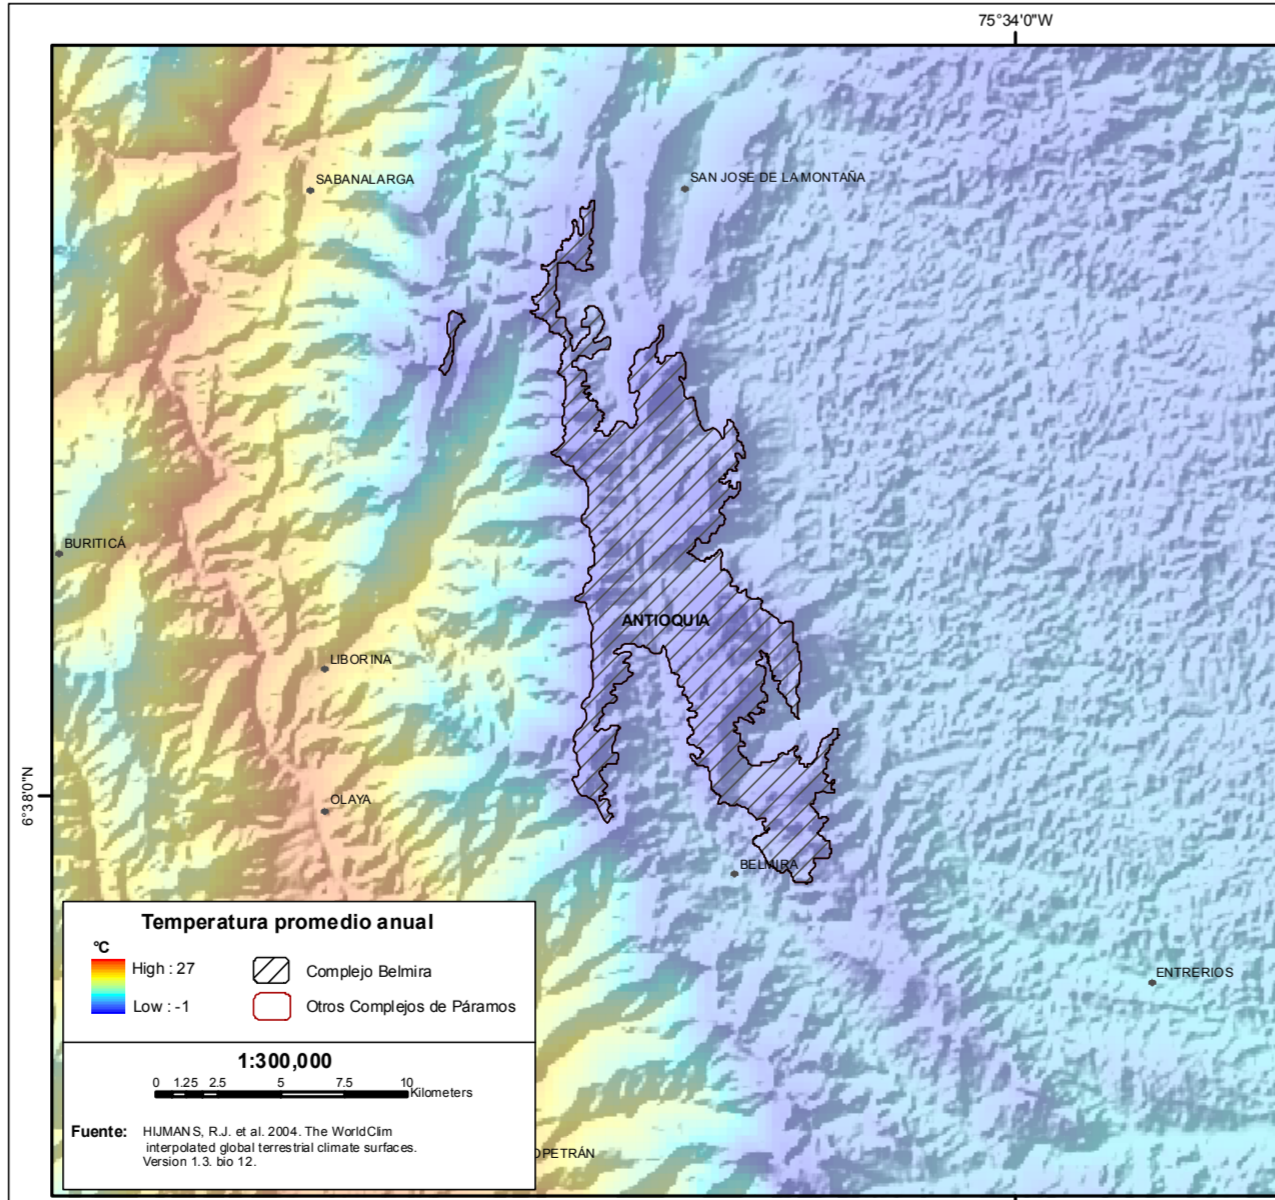 75°34'0"W
SABANALARGA
SAN JOSE DE LA MONTAÑA
BURITICÁ
ANTIOQUIA
LIBORINA
6°38'0"N
OLAYA
BELMIRA
ENTRERIOS
Temperatura promedio anual
°C
High : 27
Low : -1
Complejo Belmira
Otros Complejos de Páramos
1:300,000
0 1.25 2.5 5 7.5 10
Kilometers
Fuente: HIJMANS, R.J. et al. 2004. The WorldClim
interpolated global terrestrial climate surfaces.
Version 1.3. bio 12.
OPETRÁN